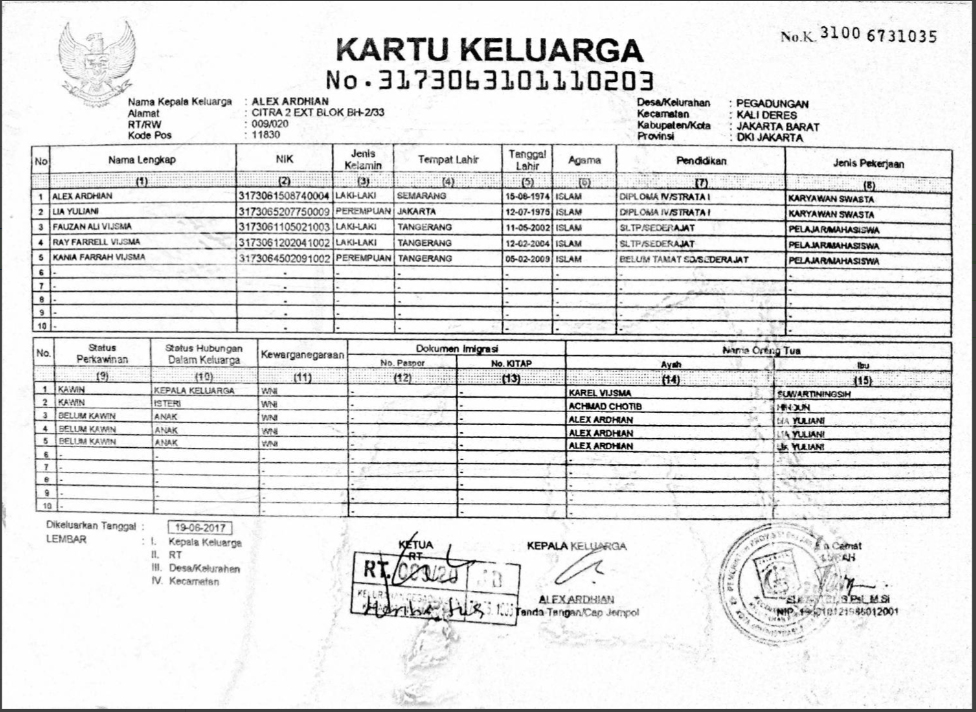 No.K. 3100 6731035
KARTU KELUARGA
No.3173063101110203
Nama Kepala Keluarga : ALEX ARDHIAN
Alamat : CITRA 2 EXT BLOK BH-2/33
RT/RW : 009/020
Kode Pos : 11830
Desa/Kelurahan : PEGADUNGAN
Kecamatan : KALI DERES
Kabupaten/Kota : JAKARTA BARAT
Provinsi : DKI JAKARTA
No Nama Lengkap NIK Jenis Kelamin Tempat Lahir Tanggal Lahir Agama Pendidikan Jenis Pekerjaan
(1) (2) (3) (4) (5) (6) (7) (8)
1 ALEX ARDHIAN 3173061508740004 LAKI-LAKI SEMARANG 15-08-1974 ISLAM DIPLOMA IV/STRATA I KARYAWAN SWASTA
2 LIA YULIANI 3173065207750009 PEREMPUAN JAKARTA 12-07-1975 ISLAM DIPLOMA IV/STRATA I KARYAWAN SWASTA
3 FAUZAN ALI VIJSMA 3173061105021003 LAKI-LAKI TANGERANG 11-05-2002 ISLAM SLTP/SEDERAJAT PELAJAR/MAHASISWA
4 RAY FARRELL VIJSMA 3173061202041002 LAKI-LAKI TANGERANG 12-02-2004 ISLAM SLTP/SEDERAJAT PELAJAR/MAHASISWA
5 KANIA FARRAH VIJSMA 3173064502091002 PEREMPUAN TANGERANG 05-02-2009 ISLAM BELUM TAMAT SD/SEDERAJAT PELAJAR/MAHASISWA
6 - - - - - - - -
7 - - - - - - - -
8 - - - - - - - -
9 - - - - - - - -
10 - - - - - - - -
No. Status Perkawinan Status Hubungan Dalam Keluarga Kewarganegaraan Dokumen Imigrasi Nama Orang Tua
No. Paspor No. KITAP Ayah Ibu
(9) (10) (11) (12) (13) (14) (15)
1 KAWIN KEPALA KELUARGA WNI - - KAREL VIJSMA SUWARTININGSIH
2 KAWIN ISTERI WNI - - ACHMAD CHOTIB
3 BELUM KAWIN ANAK WNI - - ALEX ARDHIAN LIA YULIANI
4 BELUM KAWIN ANAK WNI - - ALEX ARDHIAN LIA YULIANI
5 BELUM KAWIN ANAK WNI - - ALEX ARDHIAN LIA YULIANI
6 - - - - - - -
7 - - - - - - -
8 - - - - - - -
9 - - - - - - -
10 - - - - - - -
Dikeluarkan Tanggal : 19-06-2017
LEMBAR : I. Kepala Keluarga
II. RT
III. Desa/Kelurahan
IV. Kecamatan
KETUA
RT
RT.
KEPALA KELUARGA
ALEX ARDHIAN
Tanda Tangan/Cap Jempol
Camat
LURAH
NIP.